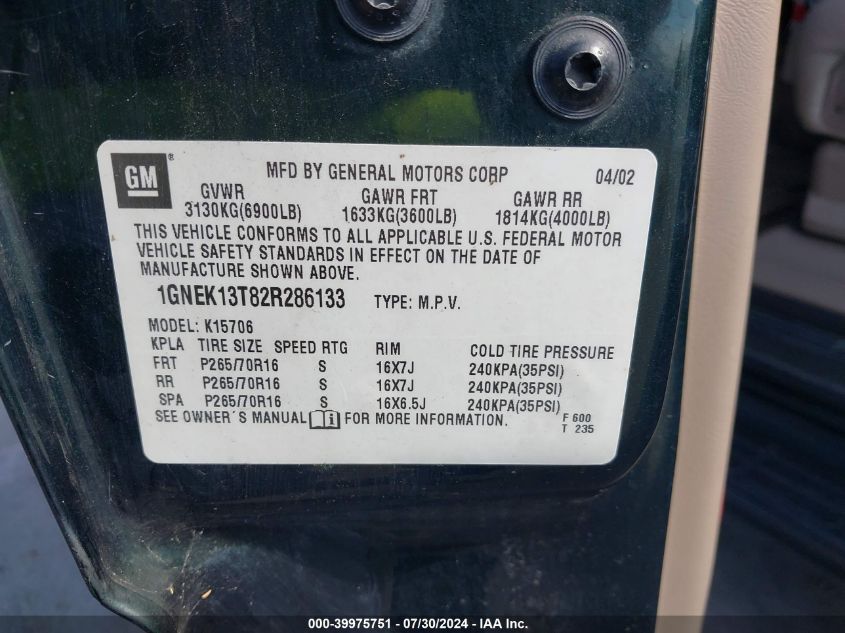 GM® MFD BY GENERAL MOTORS CORP 04/02
GVWR GAWR FRT GAWR RR
3130KG(6900LB) 1633KG(3600LB) 1814KG(4000LB)
THIS VEHICLE CONFORMS TO ALL APPLICABLE U.S. FEDERAL MOTOR
VEHICLE SAFETY STANDARDS IN EFFECT ON THE DATE OF
MANUFACTURE SHOWN ABOVE.
1GNEK13T82R286133 TYPE: M.P.V.
MODEL: K15706
KPLA TIRE SIZE SPEED RTG RIM COLD TIRE PRESSURE
FRT P265/70R16 S 16X7J 240KPA(35PSI)
RR P265/70R16 S 16X7J 240KPA(35PSI)
SPA P265/70R16 S 16X6.5J 240KPA(35PSI)
SEE OWNER'S MANUAL i FOR MORE INFORMATION. F 600
T 235
000-39975751 / 07/30/2024 - IAA Inc.